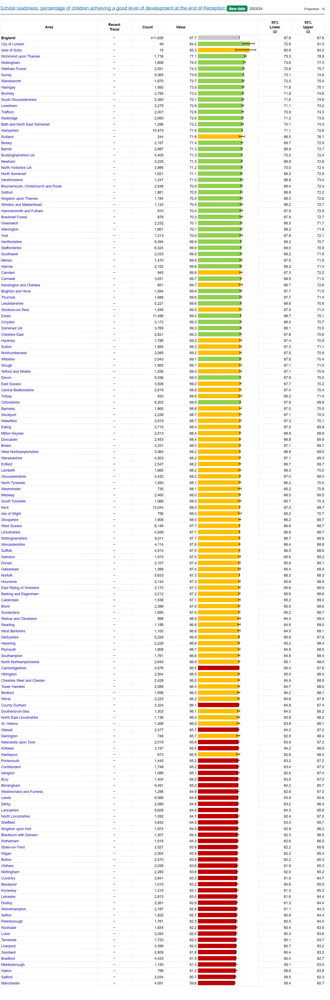 School readiness: percentage of children achieving a good level of development at the end of Reception New data 2023/24 Proportion - %
Area Recent Trend Count Value 95% Lower CI 95% Upper CI
England – 411,626 67.7 67.6 67.8
City of London – 48 84.2 72.6 91.5
Isles of Scilly – 15 83.3 60.8 94.2
Richmond upon Thames – 1,716 77.1 75.3 78.8
Wokingham – 1,606 75.5 73.6 77.3
Waltham Forest – 2,551 74.2 72.8 75.7
Surrey – 9,365 73.9 73.1 74.6
Wandsworth – 1,875 73.7 72.0 75.4
Haringey – 1,950 73.5 71.8 75.1
Bromley – 2,795 73.2 71.8 74.6
South Gloucestershire – 2,460 73.1 71.6 74.6
Lewisham – 2,279 72.6 71.1 74.2
Trafford – 2,007 72.6 70.9 74.3
Redbridge – 2,950 72.6 71.2 73.9
Bath and North East Somerset – 1,288 72.2 70.1 74.3
Hampshire – 10,470 71.9 71.1 72.6
Rutland – 244 71.6 66.5 76.1
Bexley – 2,157 71.4 69.7 72.9
Barnet – 2,887 71.3 69.9 72.7
Buckinghamshire UA – 4,405 71.3 70.2 72.4
Newham – 3,225 71.3 69.9 72.6
North Yorkshire UA – 3,986 71.2 70.0 72.4
North Somerset – 1,621 71.1 69.2 72.9
Herefordshire – 1,247 71.0 68.8 73.0
Bournemouth, Christchurch and Poole – 2,546 70.9 69.4 72.4
Solihull – 1,861 70.5 68.8 72.2
Kingston upon Thames – 1,194 70.5 68.3 72.6
Windsor and Maidenhead – 1,124 70.5 68.2 72.7
Hammersmith and Fulham – 910 70.4 67.9 72.9
Bracknell Forest – 978 70.3 67.9 72.7
Greenwich – 2,232 70.1 68.5 71.7
Warrington – 1,661 70.1 68.2 71.9
York – 1,213 70.0 67.8 72.1
Hertfordshire – 9,394 69.9 69.2 70.7
Staffordshire – 6,324 69.9 69.0 70.9
Southwark – 2,033 69.9 68.2 71.6
Merton – 1,470 69.9 67.9 71.8
Harrow – 2,152 69.8 68.2 71.4
Camden – 945 69.8 67.3 72.2
Cornwall – 3,631 69.7 68.5 71.0
Kensington and Chelsea – 651 69.7 66.7 72.6
Brighton and Hove – 1,584 69.6 67.7 71.5
Thurrock – 1,688 69.6 67.7 71.4
Leicestershire – 5,221 69.6 68.6 70.6
Stockton-on-Tees – 1,546 69.5 67.5 71.4
Essex – 11,496 69.4 68.7 70.1
Croydon – 3,172 69.3 68.0 70.7
Somerset UA – 3,769 69.3 68.1 70.5
Cheshire East – 2,821 69.2 67.8 70.6
Hackney – 1,788 69.2 67.4 70.9
Sutton – 1,565 69.2 67.3 71.1
Northumberland – 2,085 69.2 67.5 70.8
Wiltshire – 3,543 69.1 67.8 70.4
Slough – 1,562 69.1 67.1 71.0
Telford and Wrekin – 1,536 69.0 67.1 70.9
Devon – 5,036 69.0 67.9 70.0
East Sussex – 3,506 69.0 67.7 70.2
Central Bedfordshire – 2,619 68.9 67.4 70.4
Torbay – 833 68.8 66.2 71.4
Oxfordshire – 5,203 68.8 67.8 69.8
Barnsley – 1,865 68.8 67.0 70.5
Stockport – 2,239 68.7 67.1 70.3
Wakefield – 2,819 68.7 67.3 70.1
Ealing – 2,715 68.4 67.0 69.9
Milton Keynes – 2,513 68.4 66.9 69.9
Doncaster – 2,453 68.4 66.8 69.9
Bristol – 3,331 68.4 67.1 69.7
West Northamptonshire – 3,364 68.2 66.9 69.5
Warwickshire – 4,503 68.2 67.1 69.3
Enfield – 2,547 68.2 66.7 69.7
Lambeth – 1,665 68.2 66.3 70.0
Gloucestershire – 4,432 68.2 67.0 69.3
North Tyneside – 1,550 68.1 66.2 70.0
Westminster – 735 68.1 65.2 70.8
Medway – 2,460 68.0 66.5 69.5
South Tyneside – 1,066 68.0 65.7 70.3
Kent – 12,044 68.0 67.3 68.7
Isle of Wight – 756 68.0 65.2 70.7
Shropshire – 1,908 68.0 66.2 69.7
West Sussex – 6,146 67.7 66.8 68.7
Lincolnshire – 4,939 67.7 66.6 68.7
Nottinghamshire – 6,011 67.7 66.7 68.6
Worcestershire – 4,114 67.6 66.4 68.8
Suffolk – 4,910 67.5 66.5 68.6
Swindon – 1,915 67.5 65.8 69.2
Dorset – 2,107 67.4 65.8 69.1
Gateshead – 1,388 67.4 65.4 69.4
Norfolk – 5,633 67.3 66.3 68.3
Hounslow – 2,144 67.3 65.6 68.9
East Riding of Yorkshire – 2,172 67.3 65.6 68.9
Barking and Dagenham – 2,212 67.2 65.6 68.8
Calderdale – 1,536 67.1 65.2 69.0
Brent – 2,389 67.0 65.5 68.6
Sunderland – 1,895 67.0 65.2 68.7
Redcar and Cleveland – 898 66.9 64.4 69.4
Reading – 1,188 66.9 64.6 69.0
West Berkshire – 1,100 66.8 64.5 69.1
Derbyshire – 5,229 66.8 65.8 67.9
Havering – 2,226 66.8 65.2 68.4
Plymouth – 1,809 66.7 64.9 68.5
Southampton – 1,761 66.6 64.8 68.4
North Northamptonshire – 2,645 66.6 65.1 68.0
Cambridgeshire – 4,576 66.5 65.4 67.6
Hillingdon – 2,504 66.5 65.0 68.0
Cheshire West and Chester – 2,428 66.5 64.9 68.0
Tower Hamlets – 2,089 66.4 64.7 68.0
Bedford – 1,556 66.2 64.2 68.1
Wirral – 2,223 66.2 64.6 67.8
County Durham – 3,324 66.1 64.8 67.4
Southend-on-Sea – 1,303 66.1 64.0 68.2
North East Lincolnshire – 1,136 66.0 63.8 68.2
St. Helens – 1,268 66.0 63.8 68.1
Walsall – 2,477 65.7 64.2 67.2
Darlington – 746 65.7 62.9 68.4
Newcastle upon Tyne – 2,019 65.6 63.9 67.2
Kirklees – 3,197 65.5 64.2 66.9
Hartlepool – 673 65.5 62.6 68.4
Portsmouth – 1,445 65.2 63.2 67.2
Cumberland – 1,748 65.2 63.4 67.0
Islington – 1,089 65.1 62.8 67.4
Bury – 1,404 65.0 63.0 67.0
Birmingham – 9,491 65.0 64.2 65.7
Westmorland and Furness – 1,298 64.9 62.8 67.0
Leeds – 6,066 64.9 63.9 65.9
Derby – 2,089 64.8 63.2 66.4
Lancashire – 8,628 64.8 64.0 65.6
North Lincolnshire – 1,092 64.7 62.4 67.0
Sheffield – 3,842 64.5 63.3 65.7
Kingston upon Hull – 1,974 64.5 62.8 66.2
Blackburn with Darwen – 1,307 64.4 62.3 66.5
Rotherham – 1,918 64.3 62.6 66.0
Stoke-on-Trent – 2,027 63.9 62.2 65.6
Wigan – 2,304 63.9 62.3 65.4
Bolton – 2,470 63.8 62.2 65.3
Oldham – 2,038 63.6 61.9 65.3
Nottingham – 2,280 63.6 62.0 65.2
Coventry – 2,841 63.3 61.9 64.7
Blackpool – 1,015 63.2 60.8 65.5
Knowsley – 1,215 63.1 61.0 65.3
Leicester – 2,813 63.0 61.6 64.4
Dudley – 2,261 62.9 61.3 64.4
Wolverhampton – 2,187 62.8 61.1 64.3
Sefton – 1,820 62.7 60.9 64.4
Peterborough – 1,761 62.3 60.5 64.0
Rochdale – 1,834 62.2 60.4 63.9
Luton – 2,054 62.0 60.3 63.6
Tameside – 1,720 62.0 60.1 63.7
Liverpool – 3,399 62.0 60.7 63.2
Sandwell – 2,809 61.8 60.4 63.2
Bradford – 4,423 61.5 60.4 62.7
Middlesbrough – 1,150 61.3 59.1 63.5
Halton – 799 61.2 58.6 63.8
Salford – 2,034 60.7 59.0 62.3
Manchester – 4,091 59.6 58.4 60.7